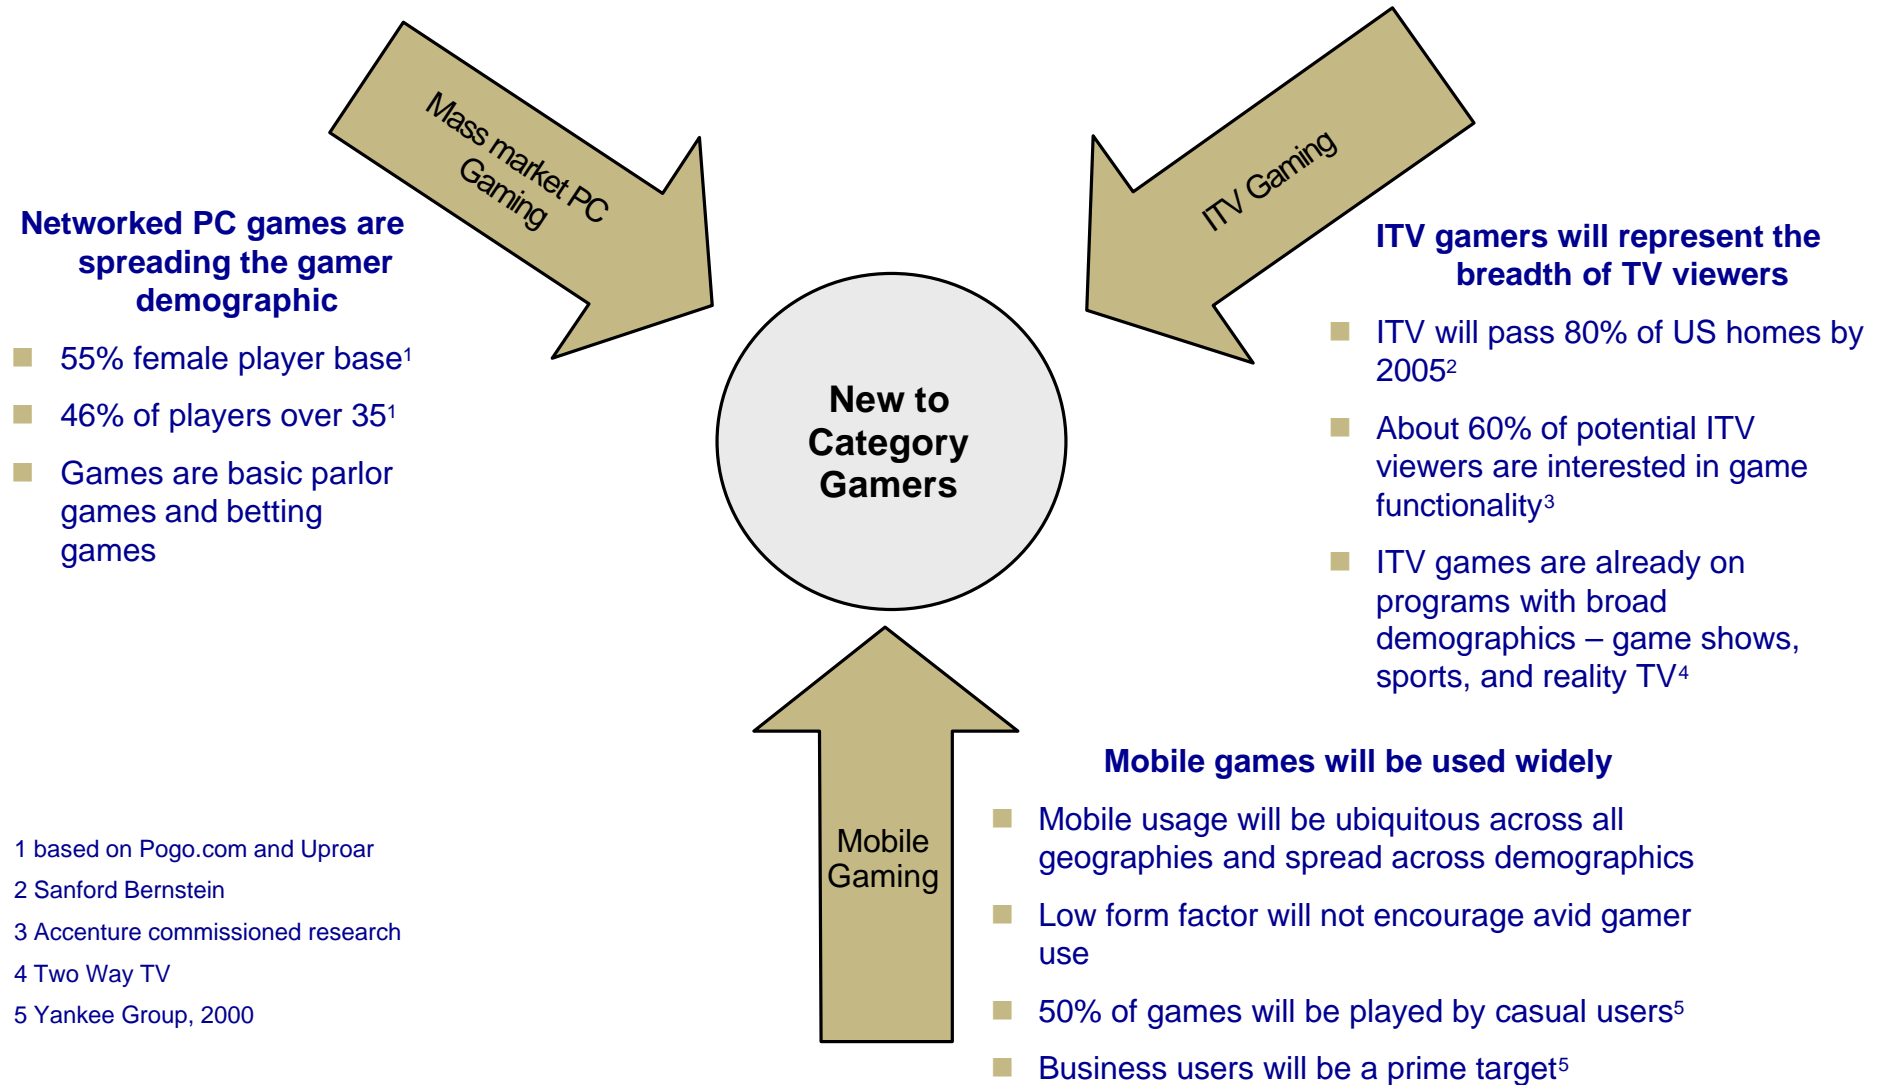 Mass market PC
Gaming
ITV Gaming
Networked PC games are
spreading the gamer
demographic
55% female player base¹
46% of players over 35¹
Games are basic parlor
games and betting
games
New to
Category
Gamers
ITV gamers will represent the
breadth of TV viewers
ITV will pass 80% of US homes by
2005²
About 60% of potential ITV
viewers are interested in game
functionality³
ITV games are already on
programs with broad
demographics – game shows,
sports, and reality TV⁴
Mobile
Gaming
Mobile games will be used widely
Mobile usage will be ubiquitous across all
geographies and spread across demographics
Low form factor will not encourage avid gamer
use
50% of games will be played by casual users⁵
Business users will be a prime target⁵
1 based on Pogo.com and Uproar
2 Sanford Bernstein
3 Accenture commissioned research
4 Two Way TV
5 Yankee Group, 2000